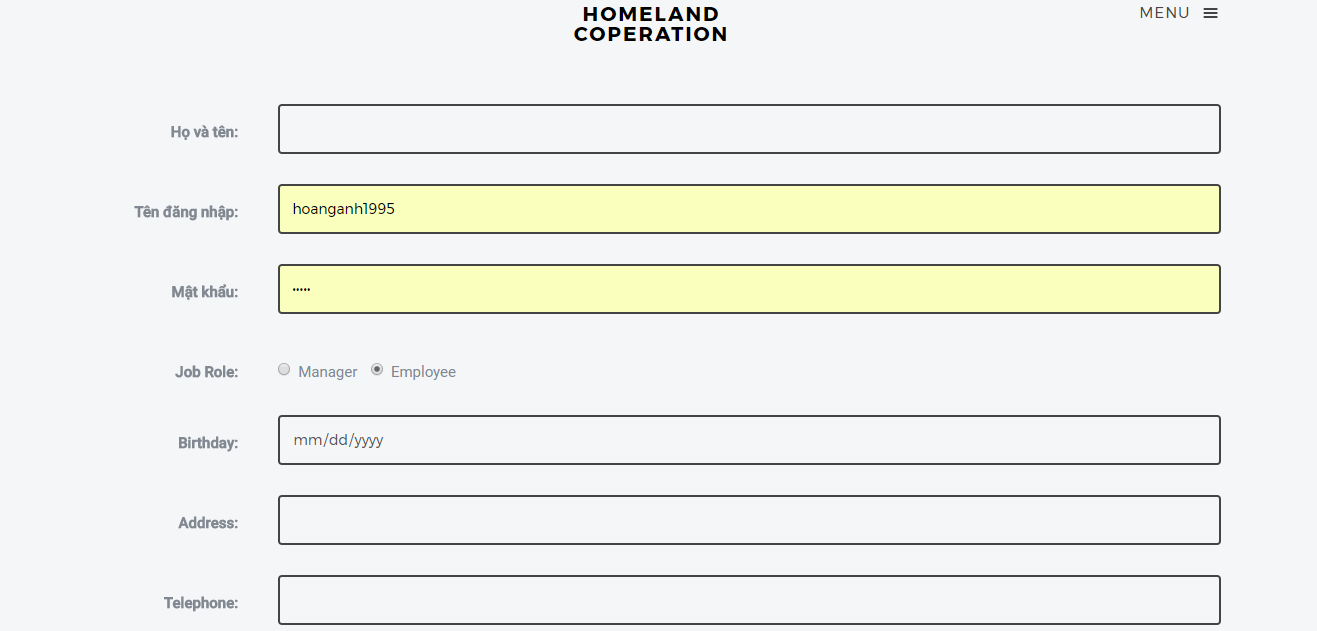 HOMELAND
COPERATION
MENU
Họ và tên:
Tên đăng nhập: hoanganh1995
Mật khẩu: •••••
Job Role: Manager Employee
Birthday: mm/dd/yyyy
Address:
Telephone: